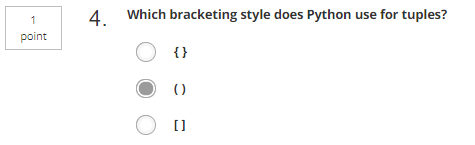 1
point
4. Which bracketing style does Python use for tuples?
{}
()
[]